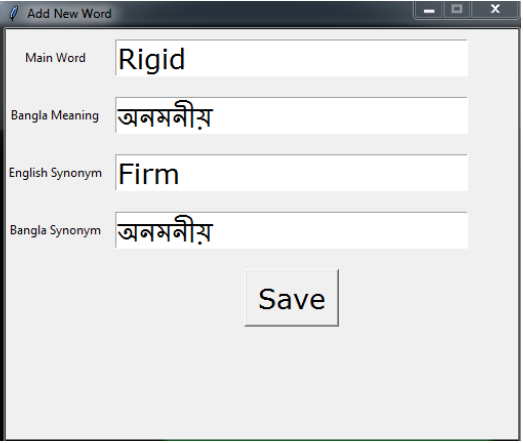 Add New Word
Main Word Rigid
Bangla Meaning অনমনীয়
English Synonym Firm
Bangla Synonym অনমনীয়
Save